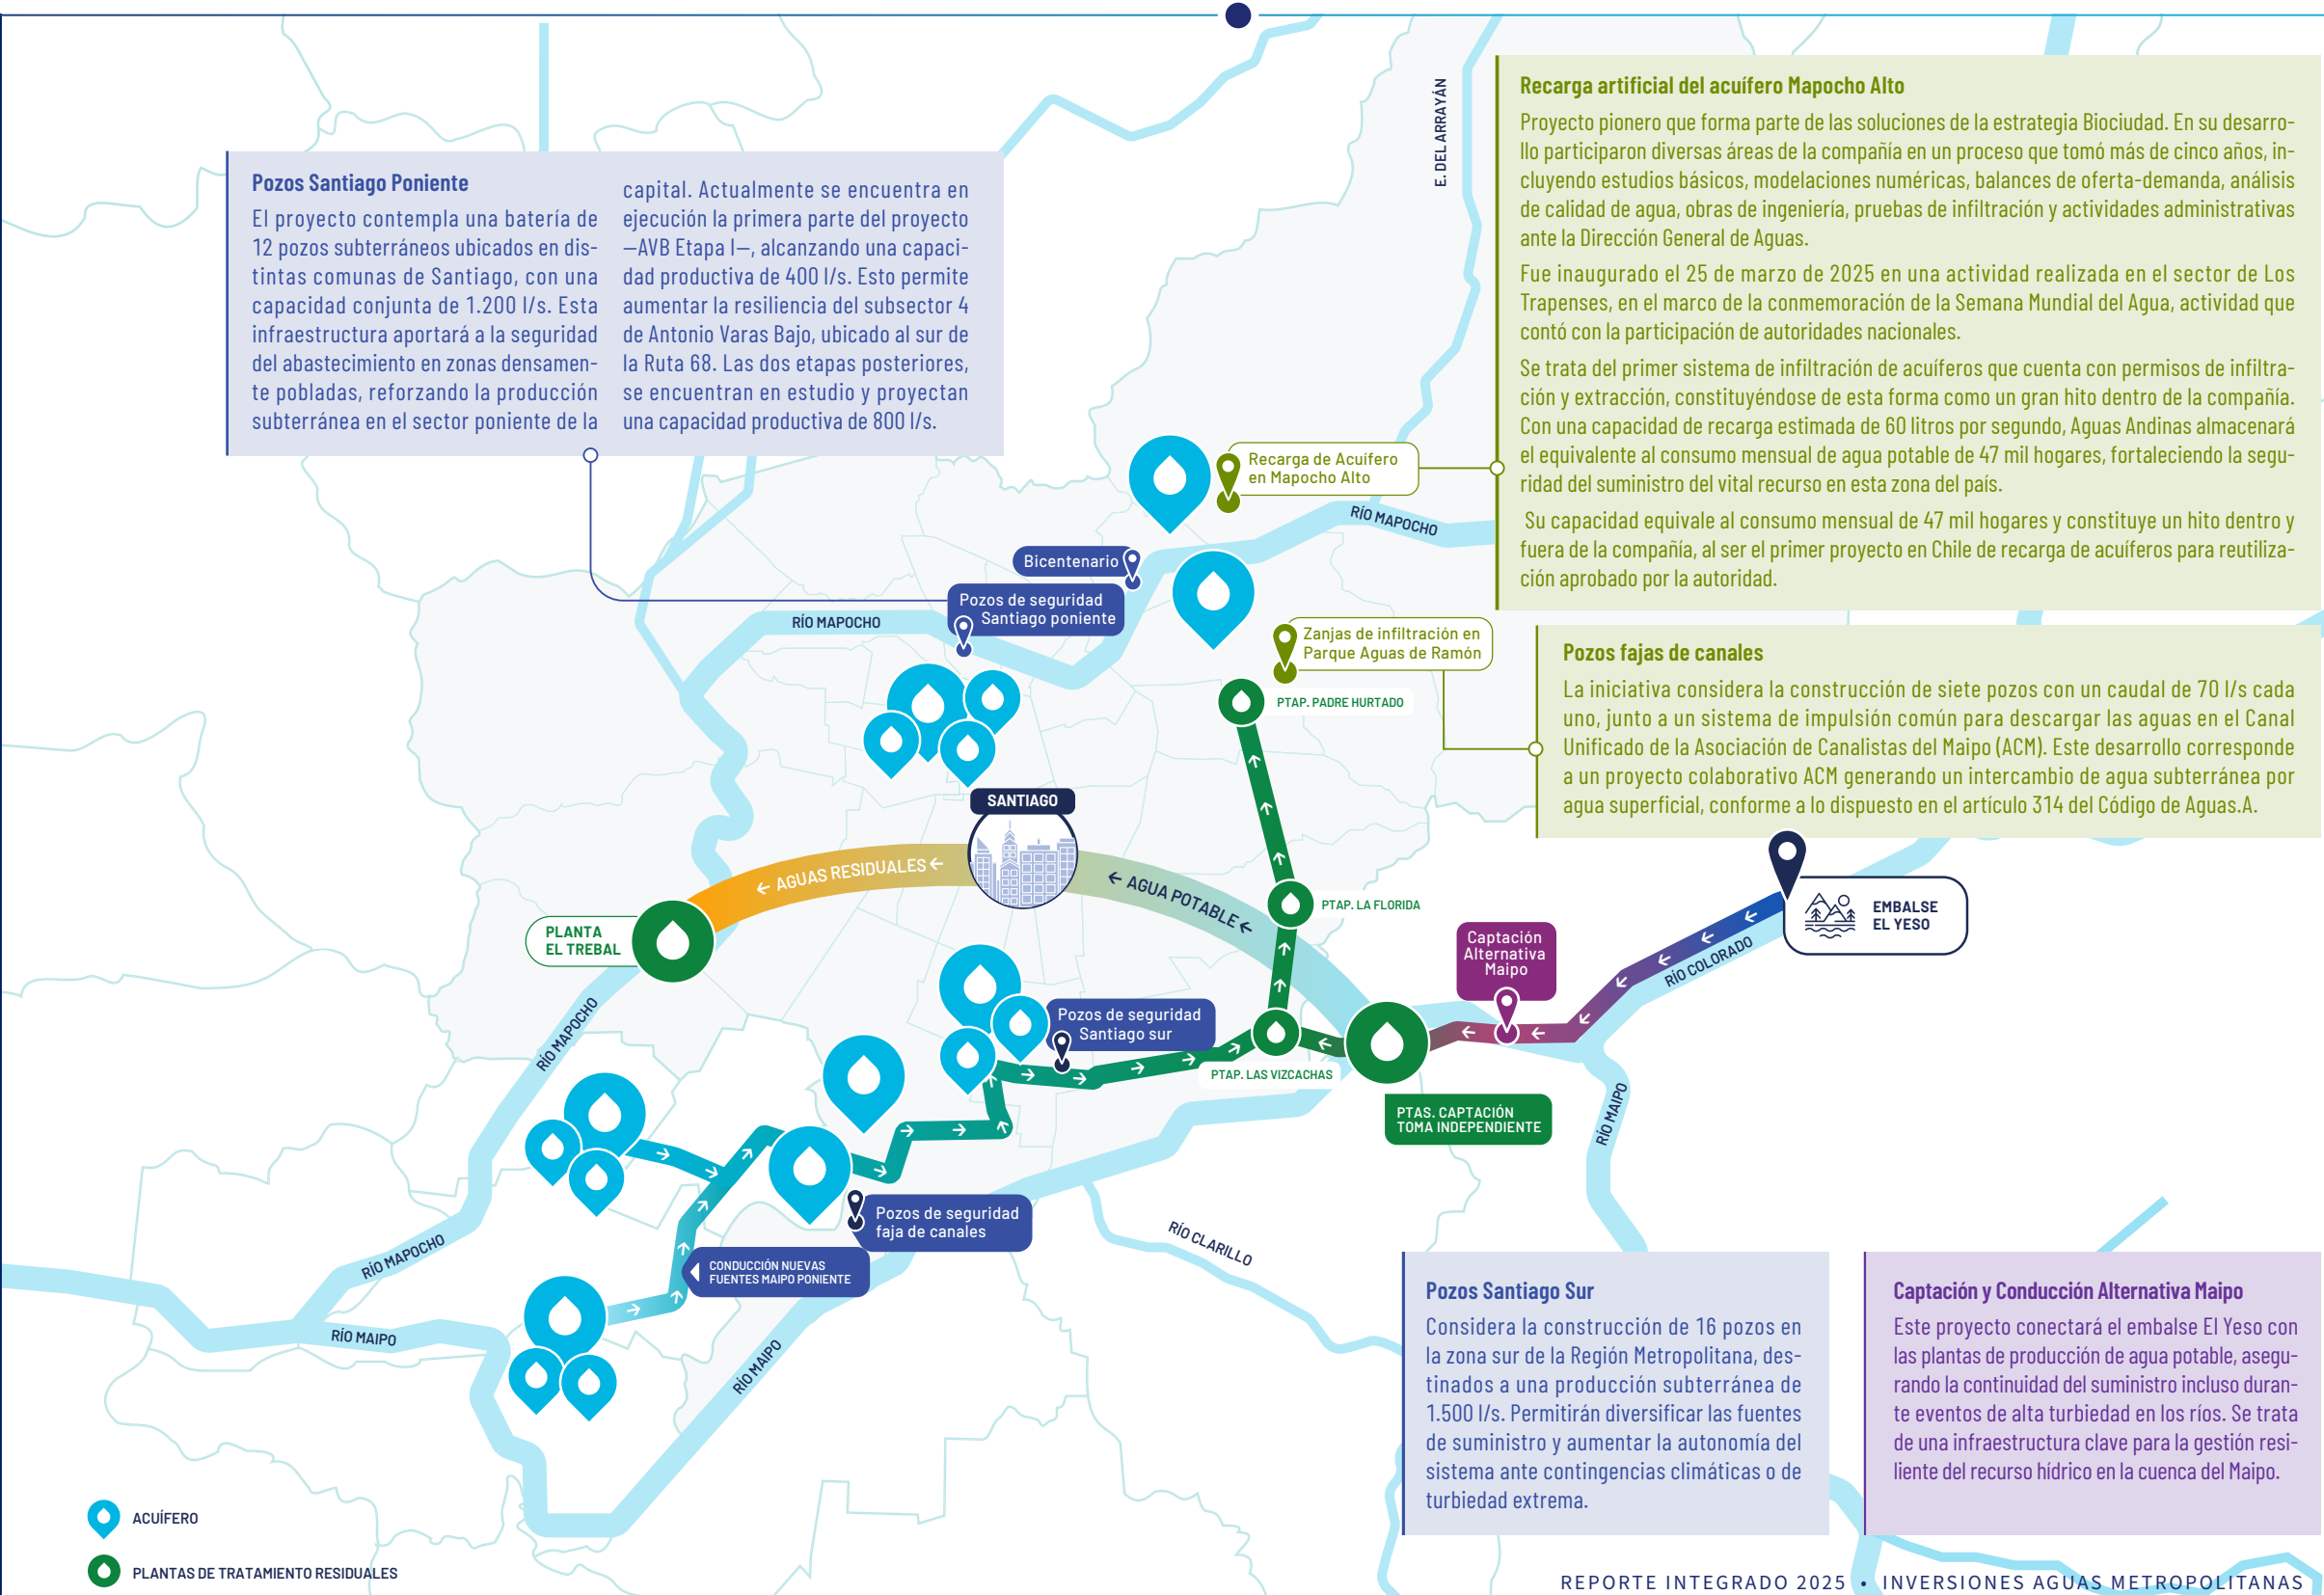 E. DEL ARRAYÁN
Recarga artificial del acuífero Mapocho Alto
Proyecto pionero que forma parte de las soluciones de la estrategia Biociudad. En su desarro-
llo participaron diversas áreas de la compañía en un proceso que tomó más de cinco años, in-
cluyendo estudios básicos, modelaciones numéricas, balances de oferta-demanda, análisis
de calidad de agua, obras de ingeniería, pruebas de infiltración y actividades administrativas
ante la Dirección General de Aguas.
Fue inaugurado el 25 de marzo de 2025 en una actividad realizada en el sector de Los
Trapenses, en el marco de la conmemoración de la Semana Mundial del Agua, actividad que
contó con la participación de autoridades nacionales.
Se trata del primer sistema de infiltración de acuíferos que cuenta con permisos de infiltra-
ción y extracción, constituyéndose de esta forma como un gran hito dentro de la compañía.
Con una capacidad de recarga estimada de 60 litros por segundo, Aguas Andinas almacenará
el equivalente al consumo mensual de agua potable de 47 mil hogares, fortaleciendo la segu-
ridad del suministro del vital recurso en esta zona del país.
Su capacidad equivale al consumo mensual de 47 mil hogares y constituye un hito dentro y
fuera de la compañía, al ser el primer proyecto en Chile de recarga de acuíferos para reutiliza-
ción aprobado por la autoridad.
Pozos Santiago Poniente
El proyecto contempla una batería de
12 pozos subterráneos ubicados en dis-
tintas comunas de Santiago, con una
capacidad conjunta de 1.200 l/s. Esta
infraestructura aportará a la seguridad
del abastecimiento en zonas densamen-
te pobladas, reforzando la producción
subterránea en el sector poniente de la
capital. Actualmente se encuentra en
ejecución la primera parte del proyecto
—AVB Etapa I—, alcanzando una capaci-
dad productiva de 400 l/s. Esto permite
aumentar la resiliencia del subsector 4
de Antonio Varas Bajo, ubicado al sur de
la Ruta 68. Las dos etapas posteriores,
se encuentran en estudio y proyectan
una capacidad productiva de 800 l/s.
Recarga de Acuífero
en Mapocho Alto
RÍO MAPOCHO
Bicentenario
Pozos de seguridad
Santiago poniente
RÍO MAPOCHO
Zanjas de infiltración en
Parque Aguas de Ramón
PTAP. PADRE HURTADO
Pozos fajas de canales
La iniciativa considera la construcción de siete pozos con un caudal de 70 l/s cada
uno, junto a un sistema de impulsión común para descargar las aguas en el Canal
Unificado de la Asociación de Canalistas del Maipo (ACM). Este desarrollo corresponde
a un proyecto colaborativo ACM generando un intercambio de agua subterránea por
agua superficial, conforme a lo dispuesto en el artículo 314 del Código de Aguas.A.
SANTIAGO
← AGUAS RESIDUALES ←
← AGUA POTABLE ←
PTAP. LA FLORIDA
PLANTA
EL TREBAL
Captación
Alternativa
Maipo
EMBALSE
EL YESO
RÍO COLORADO
RÍO MAPOCHO
Pozos de seguridad
Santiago sur
PTAP. LAS VIZCACHAS
PTAS. CAPTACIÓN
TOMA INDEPENDIENTE
RÍO MAIPO
Pozos de seguridad
faja de canales
CONDUCCIÓN NUEVAS
FUENTES MAIPO PONIENTE
RÍO MAPOCHO
RÍO CLARILLO
RÍO MAIPO
RÍO MAIPO
Pozos Santiago Sur
Considera la construcción de 16 pozos en
la zona sur de la Región Metropolitana, des-
tinados a una producción subterránea de
1.500 l/s. Permitirán diversificar las fuentes
de suministro y aumentar la autonomía del
sistema ante contingencias climáticas o de
turbiedad extrema.
Captación y Conducción Alternativa Maipo
Este proyecto conectará el embalse El Yeso con
las plantas de producción de agua potable, asegu-
rando la continuidad del suministro incluso duran-
te eventos de alta turbiedad en los ríos. Se trata
de una infraestructura clave para la gestión resi-
liente del recurso hídrico en la cuenca del Maipo.
ACUÍFERO
PLANTAS DE TRATAMIENTO RESIDUALES
REPORTE INTEGRADO 2025 • INVERSIONES AGUAS METROPOLITANAS